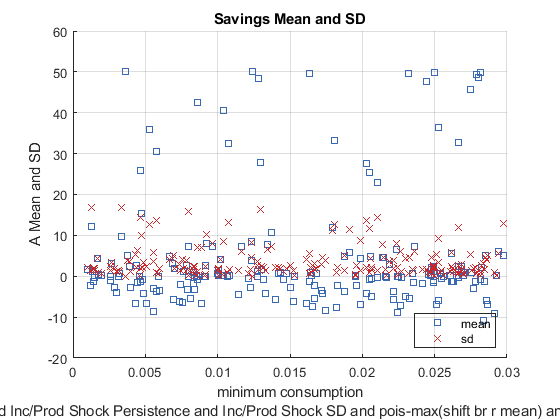 Savings Mean and SD
60
50
40
30
20
10
0
-10
-20
A Mean and SD
mean
sd
0
0.005
0.01
0.015
0.02
0.025
0.03
minimum consumption
d Inc/Prod Shock Persistence and Inc/Prod Shock SD and pois-max(shift br r mean) an